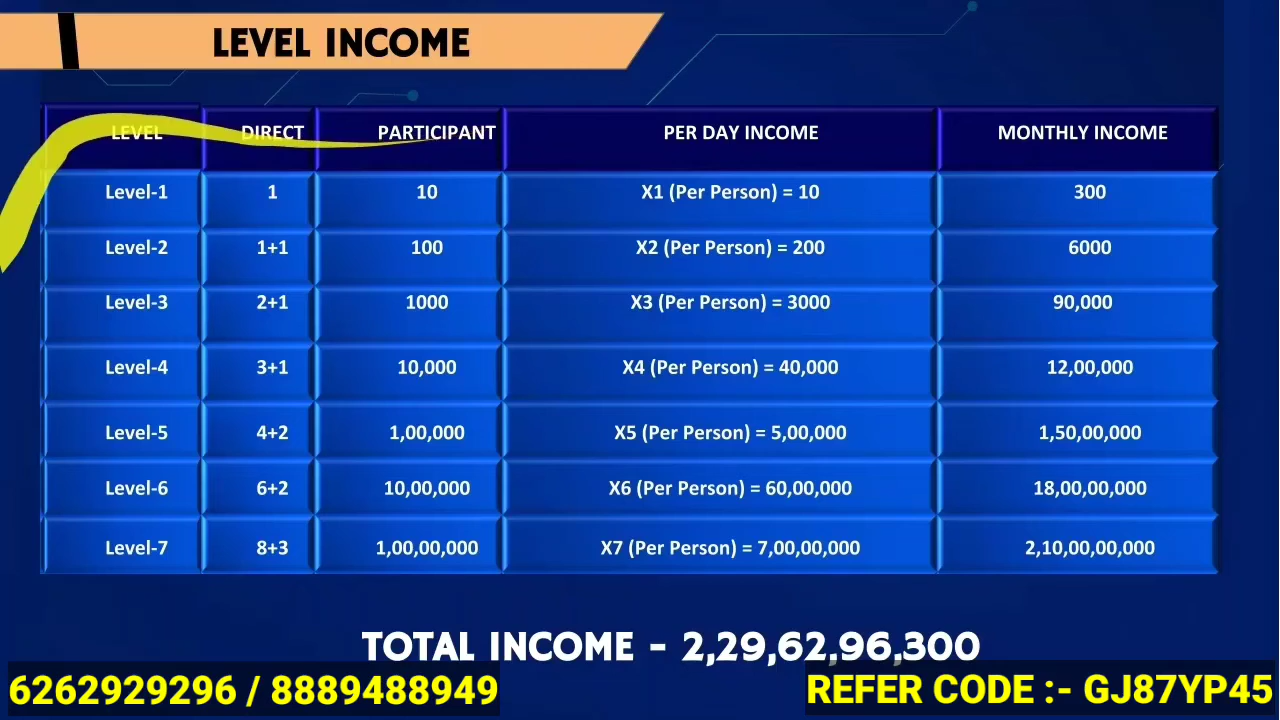 LEVEL INCOME
LEVEL DIRECT PARTICIPANT PER DAY INCOME MONTHLY INCOME
Level-1 1 10 X1 (Per Person) = 10 300
Level-2 1+1 100 X2 (Per Person) = 200 6000
Level-3 2+1 1000 X3 (Per Person) = 3000 90,000
Level-4 3+1 10,000 X4 (Per Person) = 40,000 12,00,000
Level-5 4+2 1,00,000 X5 (Per Person) = 5,00,000 1,50,00,000
Level-6 6+2 10,00,000 X6 (Per Person) = 60,00,000 18,00,00,000
Level-7 8+3 1,00,00,000 X7 (Per Person) = 7,00,00,000 2,10,00,00,000
TOTAL INCOME - 2,29,62,96,300
6262929296 / 8889488949 REFER CODE :- GJ87YP45